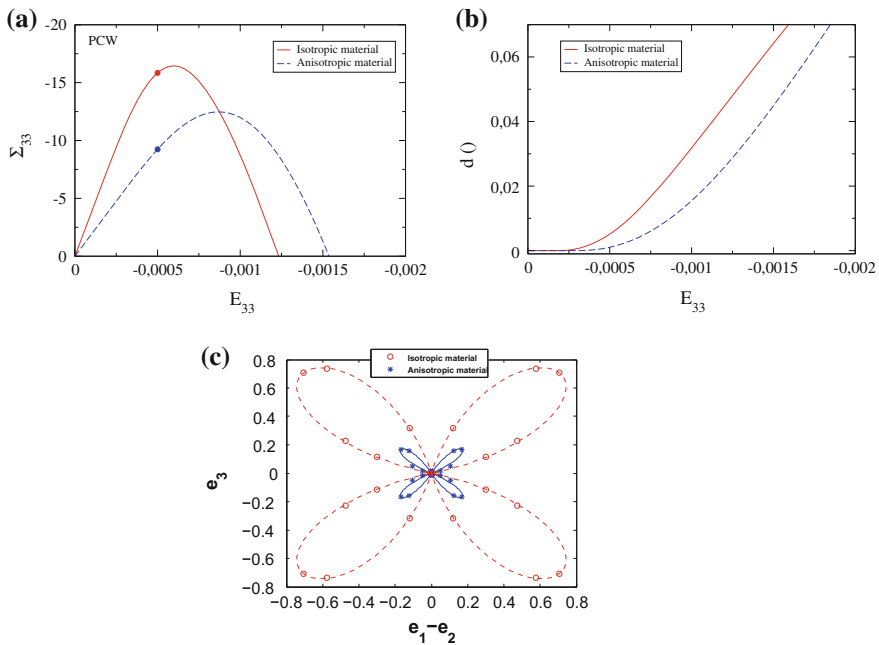 (a)
-20
PCW
Isotropic material
Anisotropic material
-15
Σ33
-10
-5
0
0
-0,0005
-0,001
-0,0015
-0,002
E33
(b)
0,06
Isotropic material
Anisotropic material
0,04
d ()
0,02
0
0
-0,0005
-0,001
-0,0015
-0,002
E33
(c)
0.8
Isotropic material
Anisotropic material
0.6
0.4
0.2
e3
0
−0.2
−0.4
−0.6
−0.8
−0.8 −0.6 −0.4 −0.2 0 0.2 0.4 0.6 0.8
e1−e2